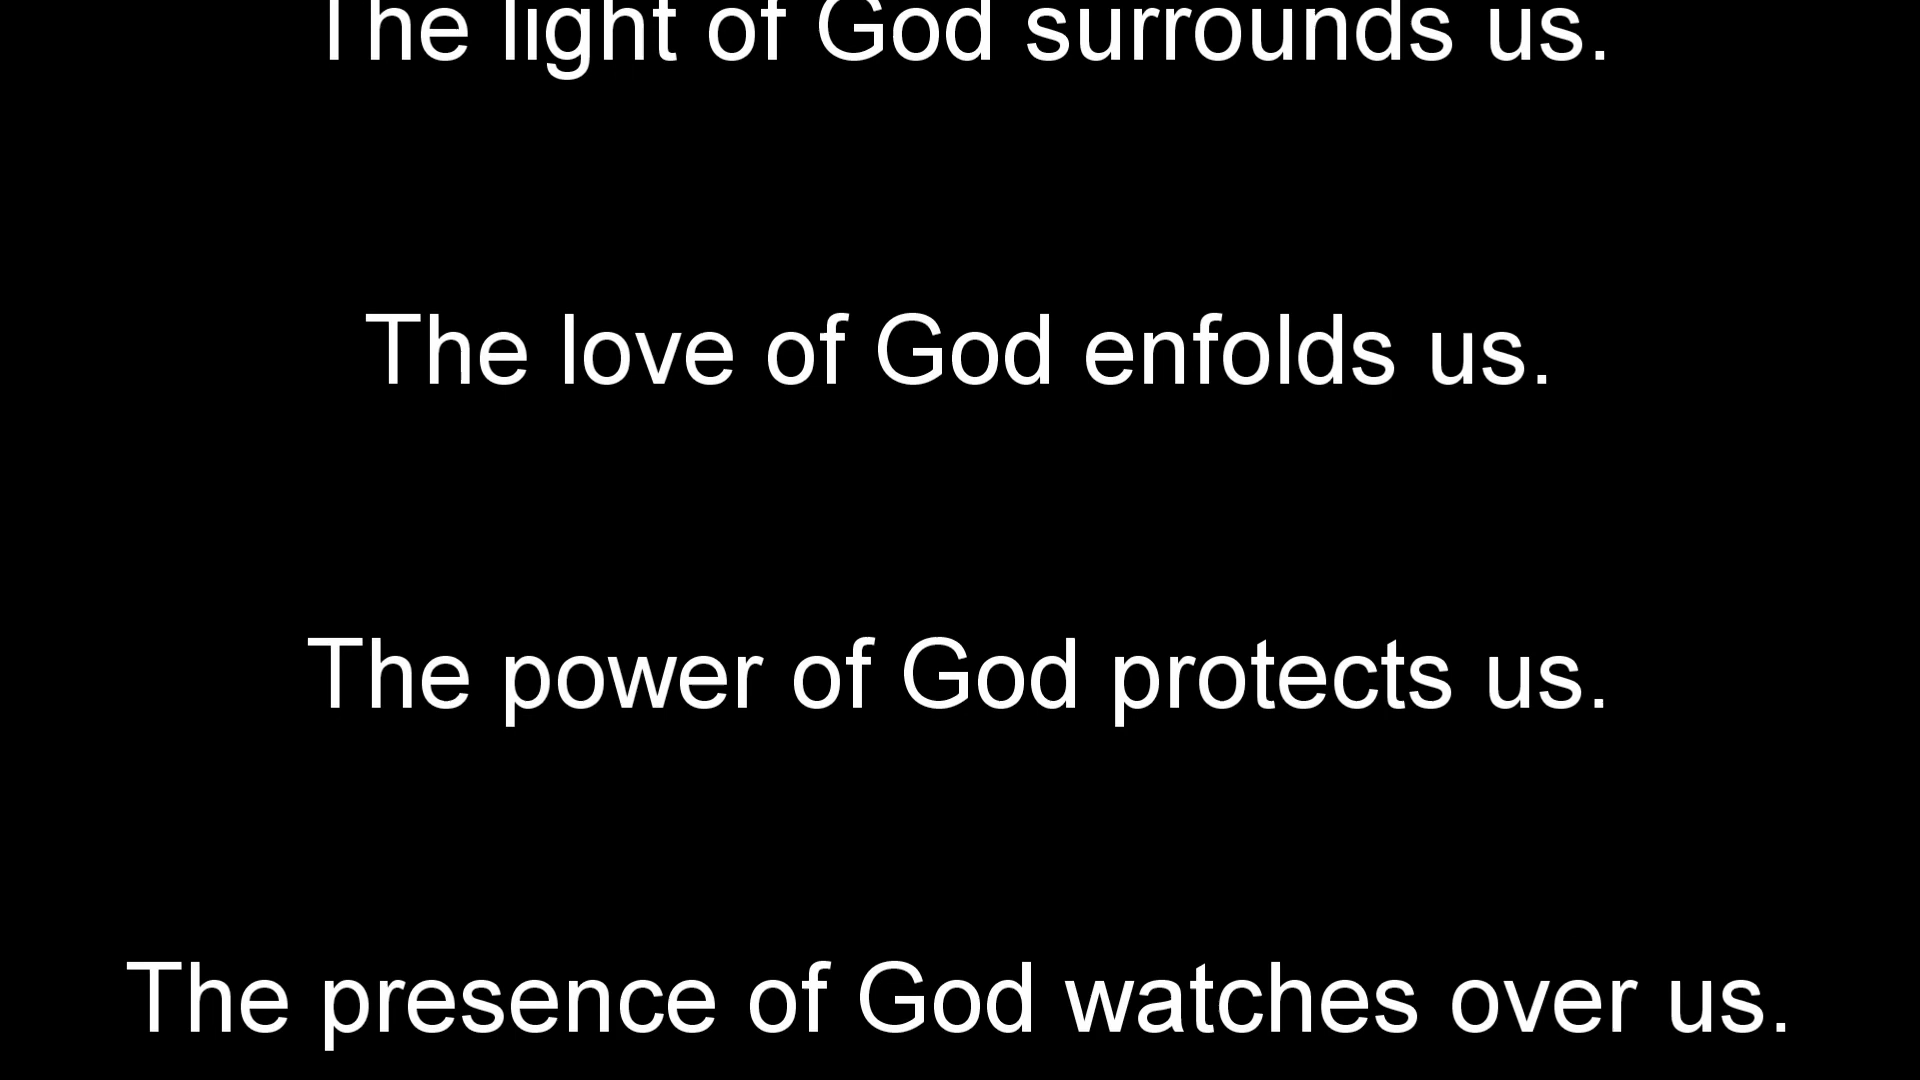 The light of God surrounds us.
The love of God enfolds us.
The power of God protects us.
The presence of God watches over us.